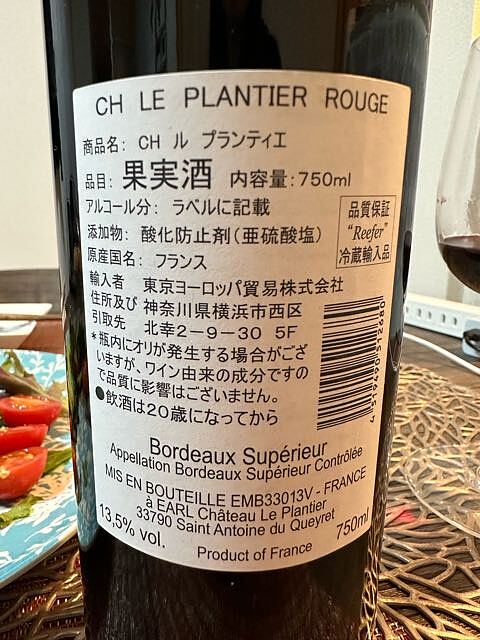 CH LE PLANTIER ROUGE
商品名: CH ル プランティエ
品目: 果実酒 内容量:750ml
アルコール分: ラベルに記載
添加物: 酸化防止剤(亜硫酸塩)
原産国名: フランス
品質保証
"Reefer"
冷蔵輸入品
輸入者 東京ヨーロッパ貿易株式会社
住所及び 神奈川県横浜市西区
引取先 北幸2-9-30 5F
*瓶内にオリが発生する場合がござ
いますが、ワイン由来の成分ですの
で品質に影響はございません。
●飲酒は20歳になってから
4519499312680
Bordeaux Supérieur
Appellation Bordeaux Supérieur Contrôlée
MIS EN BOUTEILLE EMB33013V - FRANCE
à EARL Château Le Plantier
33790 Saint Antoine du Queyret
13,5% vol.
750ml
Product of France